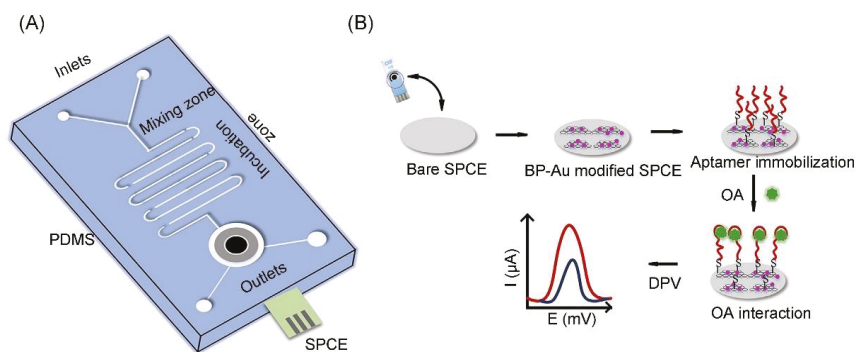 (A)
Inlets
Mixing zone
Incubation
zone
PDMS
Outlets
SPCE
(B)
Bare SPCE
BP-Au modified SPCE
S
S
S
S
Aptamer immobilization
OA
S
S
S
S
S
S
OA interaction
DPV
I (µA)
E (mV)